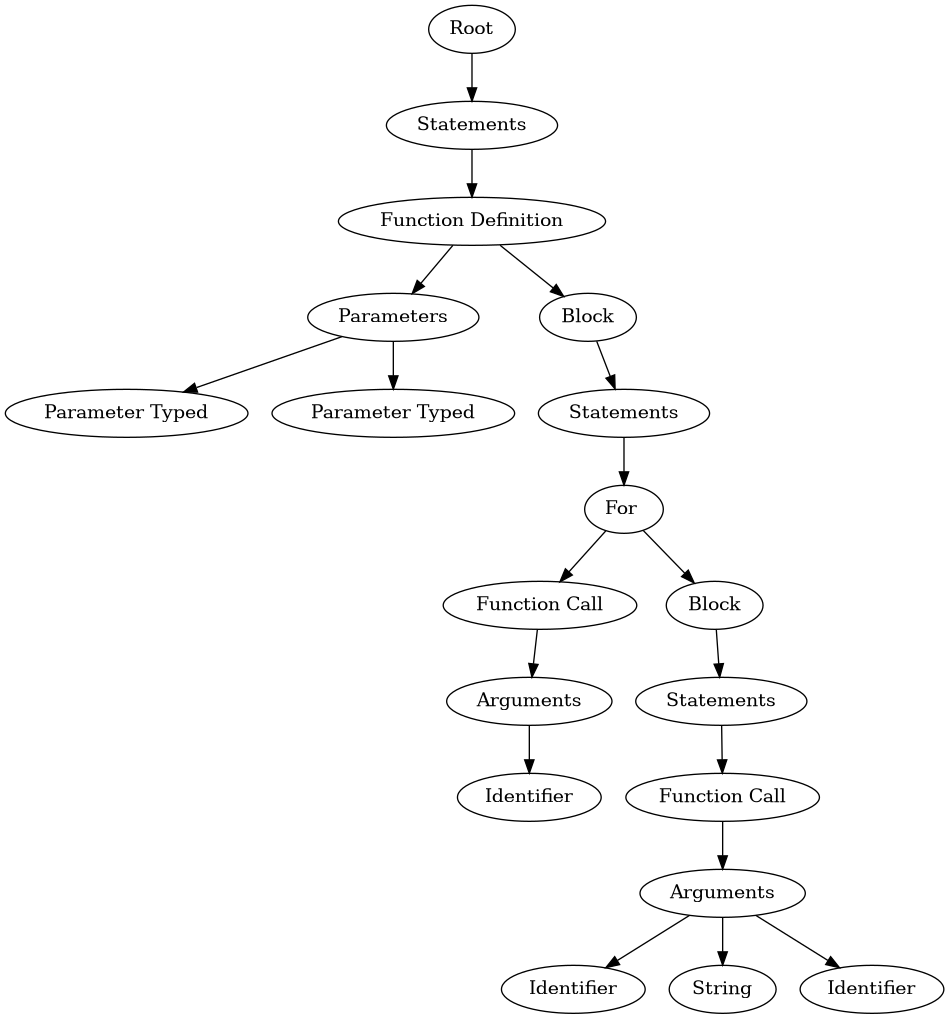 Root
Statements
Function Definition
Parameters
Block
Parameter Typed
Parameter Typed
Statements
For
Function Call
Block
Arguments
Statements
Identifier
Function Call
Arguments
Identifier
String
Identifier